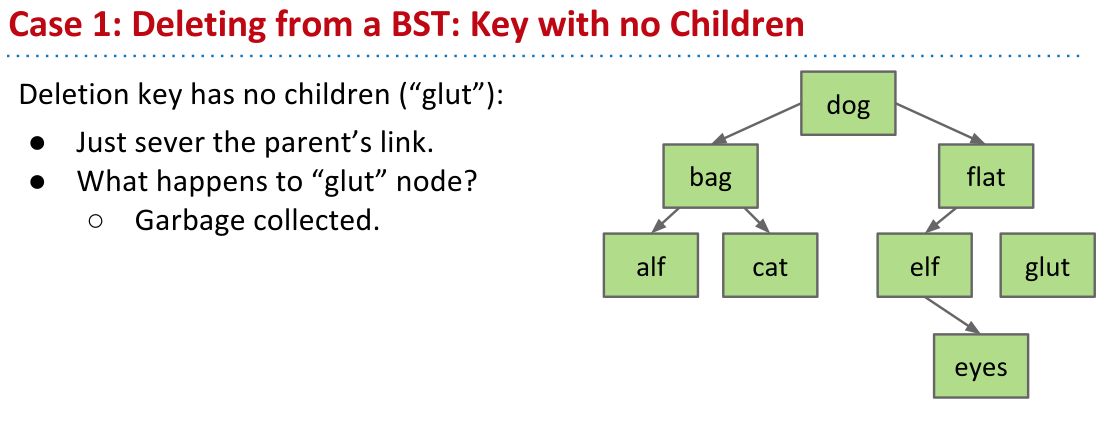 Case 1: Deleting from a BST: Key with no Children
Deletion key has no children (“glut”):
● Just sever the parent’s link.
● What happens to “glut” node?
○ Garbage collected.
dog
bag
flat
alf
cat
elf
glut
eyes